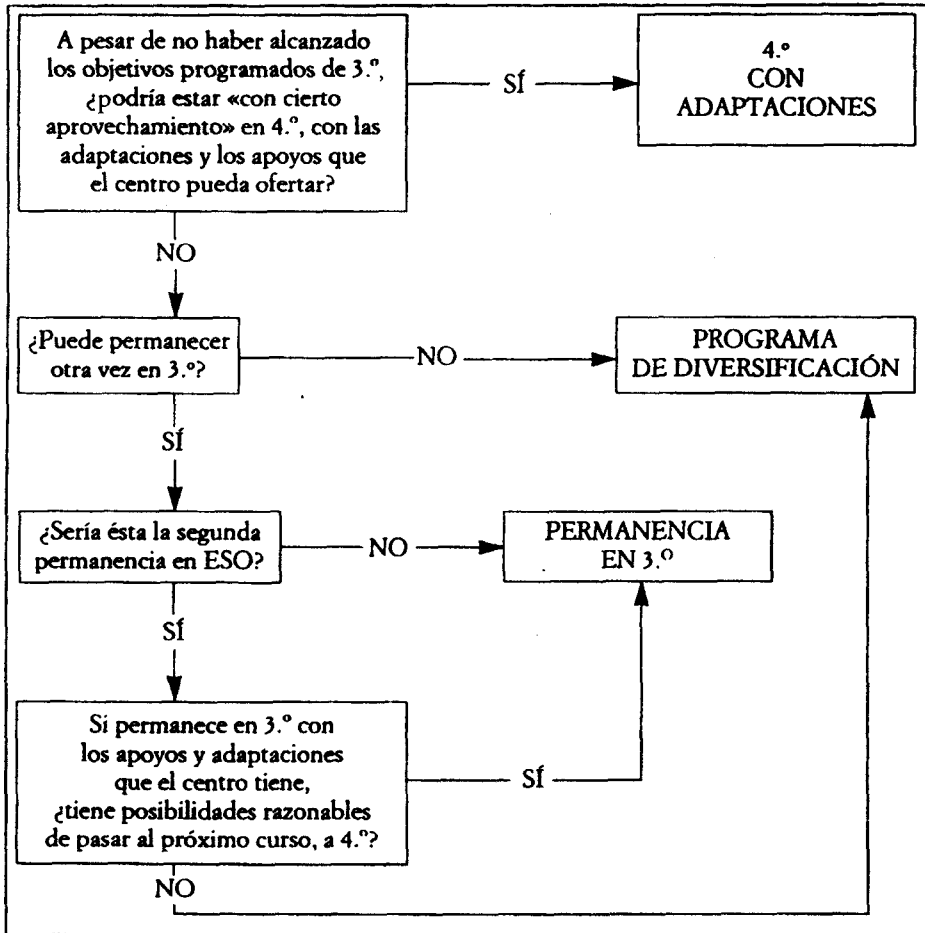 A pesar de no haber alcanzado
los objetivos programados de 3.º,
¿podría estar «con cierto
aprovechamiento» en 4.º, con las
adaptaciones y los apoyos que
el centro pueda ofertar?
SÍ
4.º
CON
ADAPTACIONES
NO
¿Puede permanecer
otra vez en 3.º?
NO
PROGRAMA
DE DIVERSIFICACIÓN
SÍ
¿Sería ésta la segunda
permanencia en ESO?
NO
PERMANENCIA
EN 3.º
SÍ
Si permanece en 3.º con
los apoyos y adaptaciones
que el centro tiene,
¿tiene posibilidades razonables
de pasar al próximo curso, a 4.º?
SÍ
NO